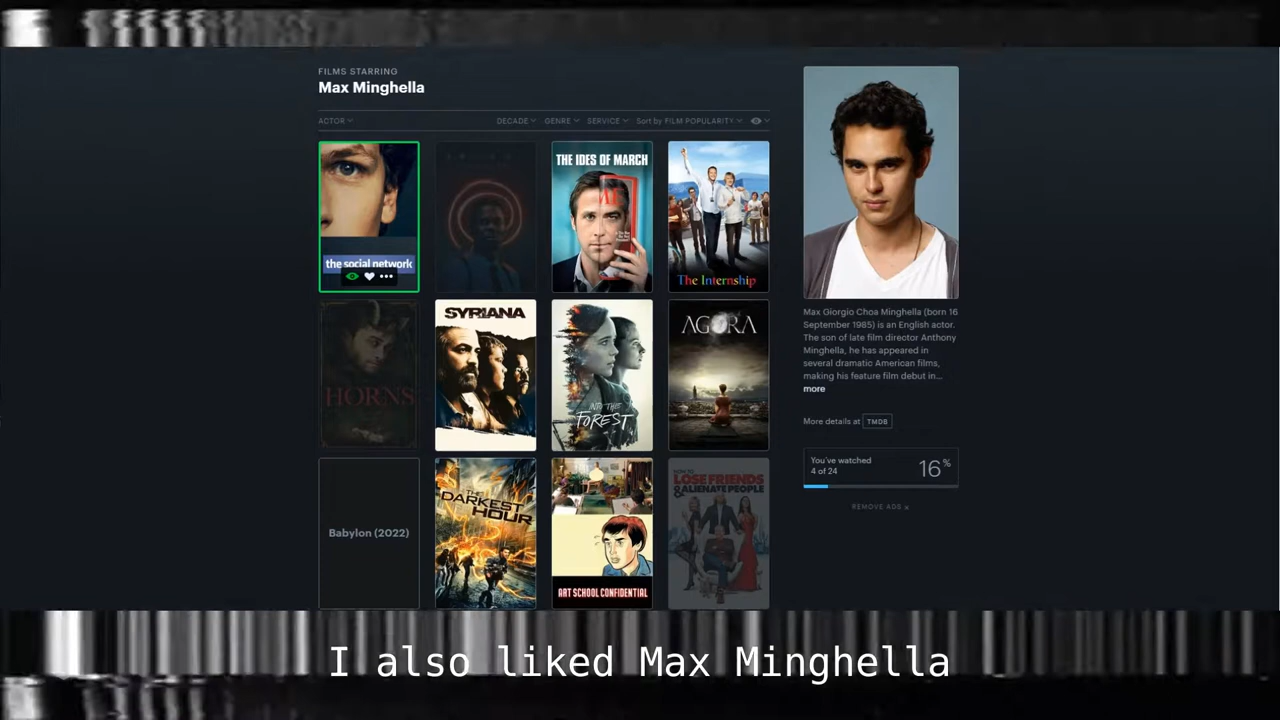 FILMS STARRING
Max Minghella
ACTOR
DECADE GENRE SERVICE Sort by FILM POPULARITY
the social network
THE IDES OF MARCH
The Internship
HORNS
SYRIANA
INTO THE FOREST
AGORA
Babylon (2022)
THE DARKEST HOUR
ART SCHOOL CONFIDENTIAL
HOW TO
LOSE FRIENDS
& ALIENATE PEOPLE
Max Giorgio Choa Minghella (born 16
September 1985) is an English actor.
The son of late film director Anthony
Minghella, he has appeared in
several dramatic American films,
making his feature film debut in...
more
More details at TMDB
You've watched
4 of 24
16%
REMOVE ADS x
I also liked Max Minghella